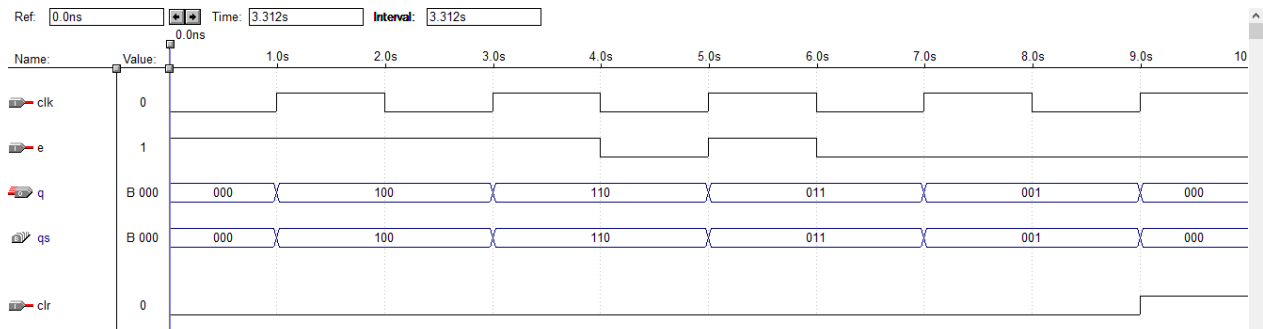 Ref: 0.0ns Time: 3.312s Interval: 3.312s
0.0ns
Name: Value: 1.0s 2.0s 3.0s 4.0s 5.0s 6.0s 7.0s 8.0s 9.0s 10
clk 0
e 1
q B 000 000 100 110 011 001 000
qs B 000 000 100 110 011 001 000
clr 0